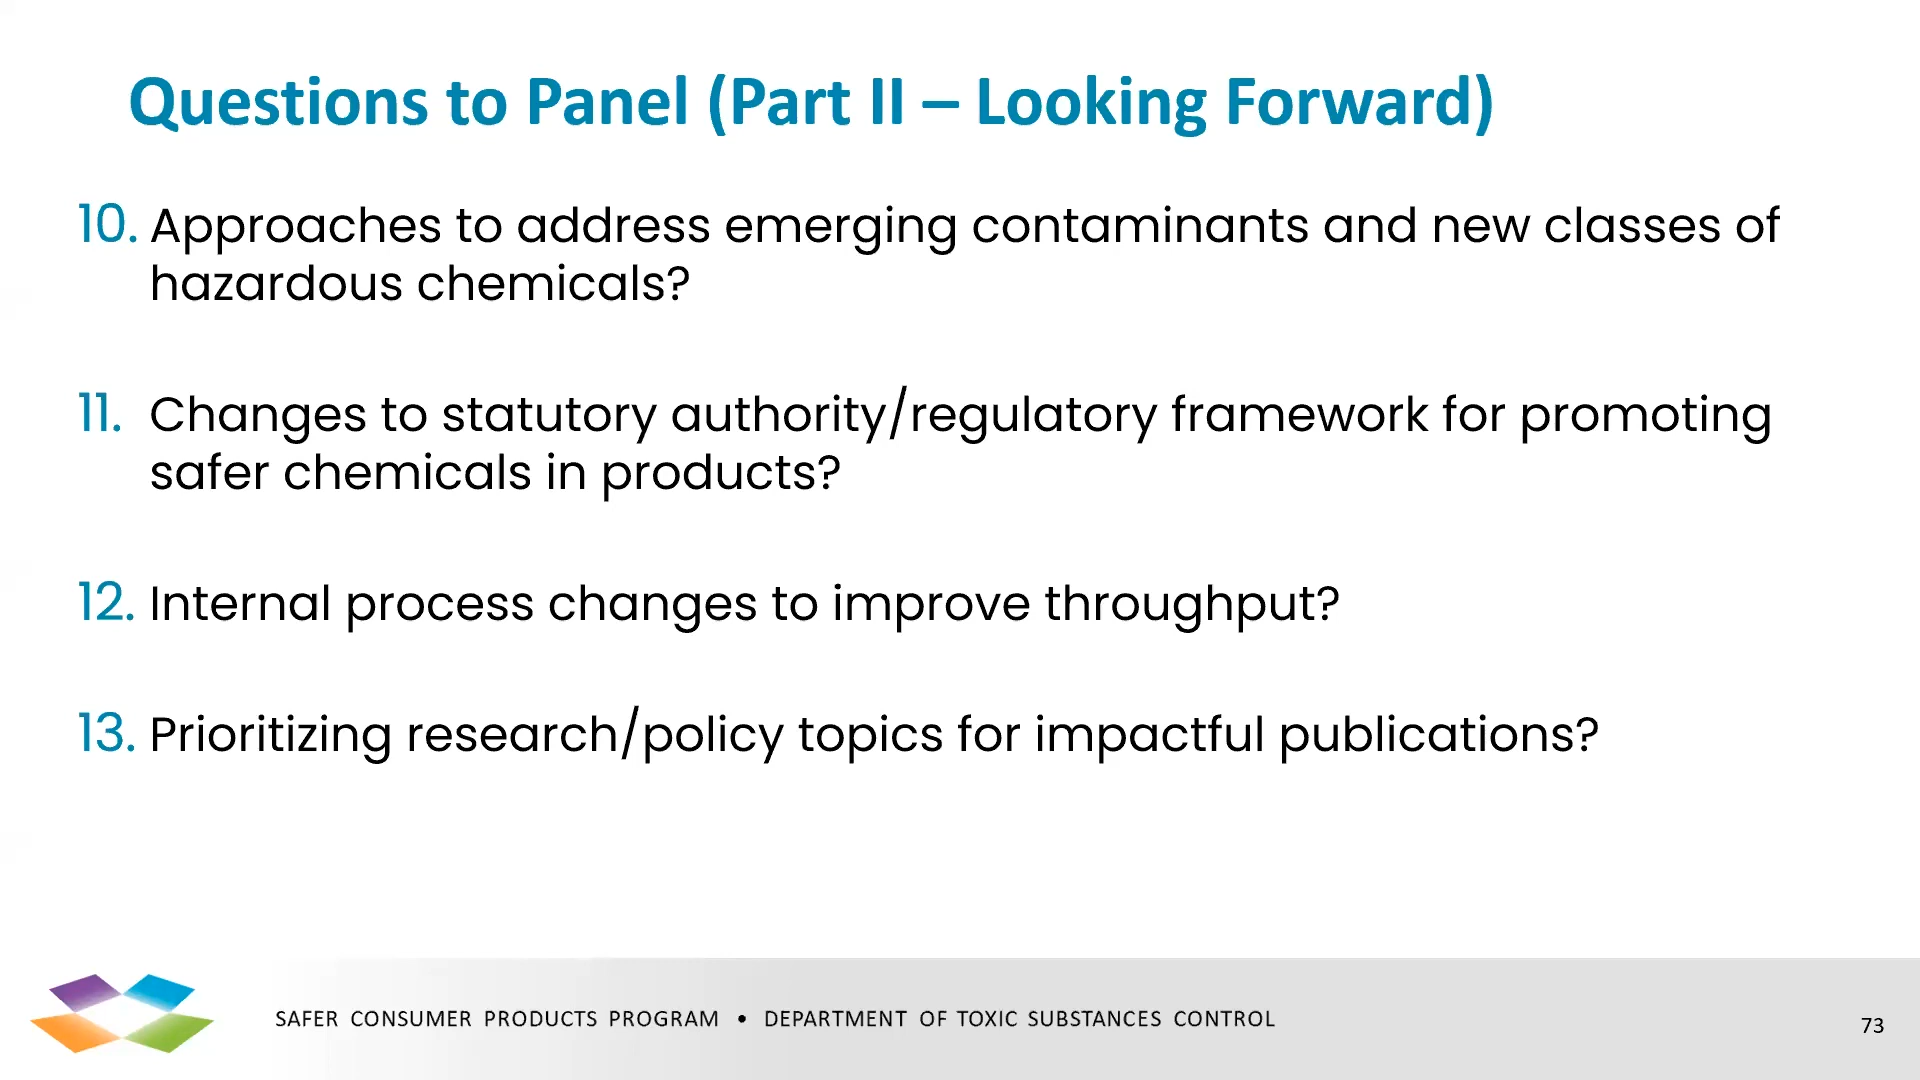 Questions to Panel (Part II – Looking Forward)
10. Approaches to address emerging contaminants and new classes of
hazardous chemicals?
11. Changes to statutory authority/regulatory framework for promoting
safer chemicals in products?
12. Internal process changes to improve throughput?
13. Prioritizing research/policy topics for impactful publications?
SAFER CONSUMER PRODUCTS PROGRAM • DEPARTMENT OF TOXIC SUBSTANCES CONTROL
73